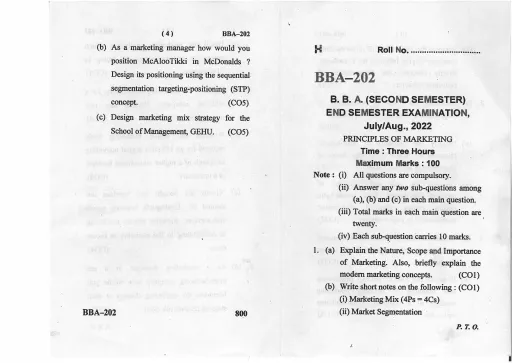 ( 4 ) BBA–202
(b) As a marketing manager how would you
position McAlooTikki in McDonalds ?
Design its positioning using the sequential
segmentation targeting-positioning (STP)
concept. (CO5)
(c) Design marketing mix strategy for the
School of Management, GEHU. (CO5)
BBA–202 800
H Roll No. ................................
BBA–202
B. B. A. (SECOND SEMESTER)
END SEMESTER EXAMINATION,
July/Aug., 2022
PRINCIPLES OF MARKETING
Time : Three Hours
Maximum Marks : 100
Note : (i) All questions are compulsory.
(ii) Answer any two sub-questions among
(a), (b) and (c) in each main question.
(iii) Total marks in each main question are
twenty.
(iv) Each sub-question carries 10 marks.
1. (a) Explain the Nature, Scope and Importance
of Marketing. Also, briefly explain the
modern marketing concepts. (CO1)
(b) Write short notes on the following : (CO1)
(i) Marketing Mix (4Ps = 4Cs)
(ii) Market Segmentation
P. T. O.